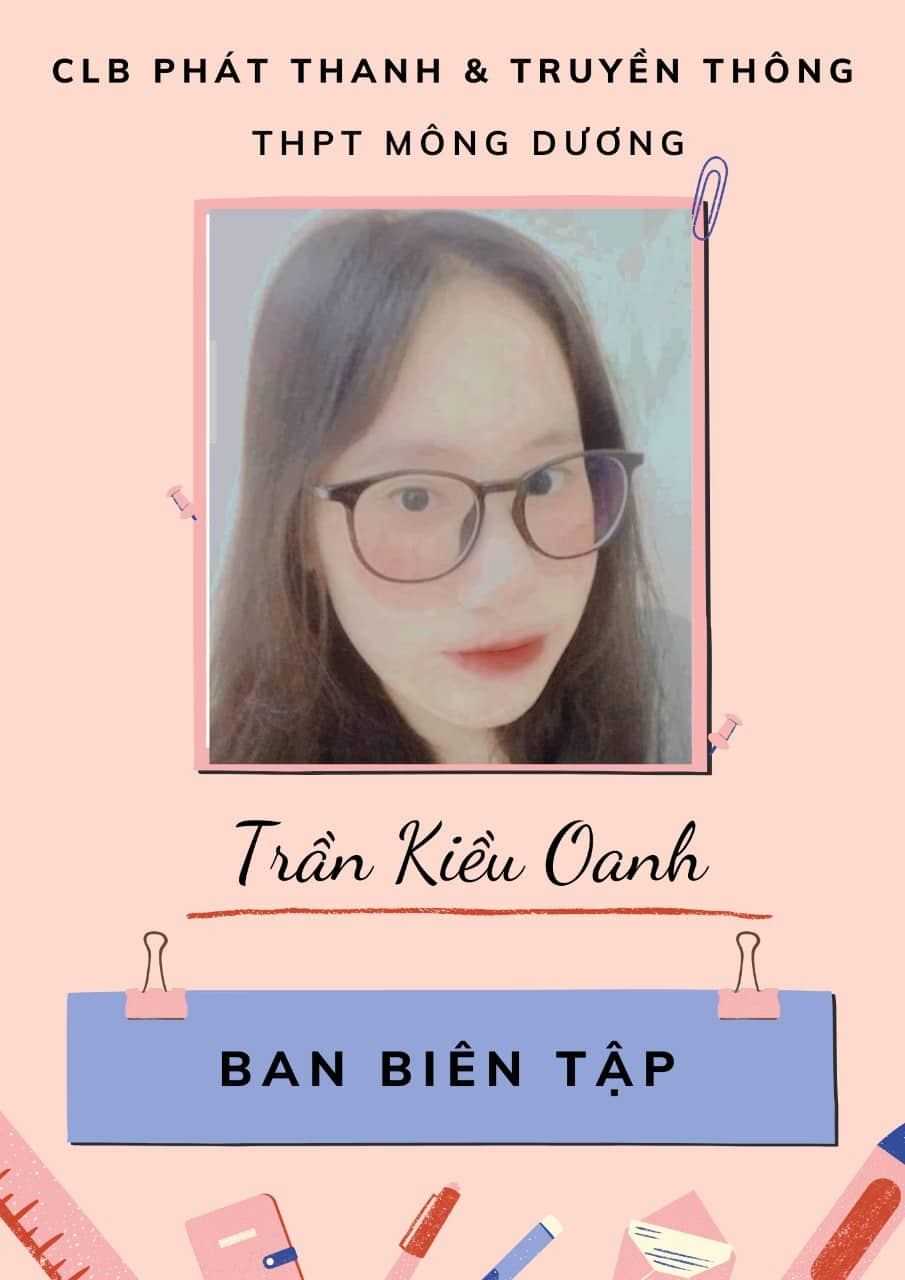 CLB PHÁT THANH & TRUYỀN THÔNG
THPT MÔNG DƯƠNG
Trần Kiều Oanh
BAN BIÊN TẬP